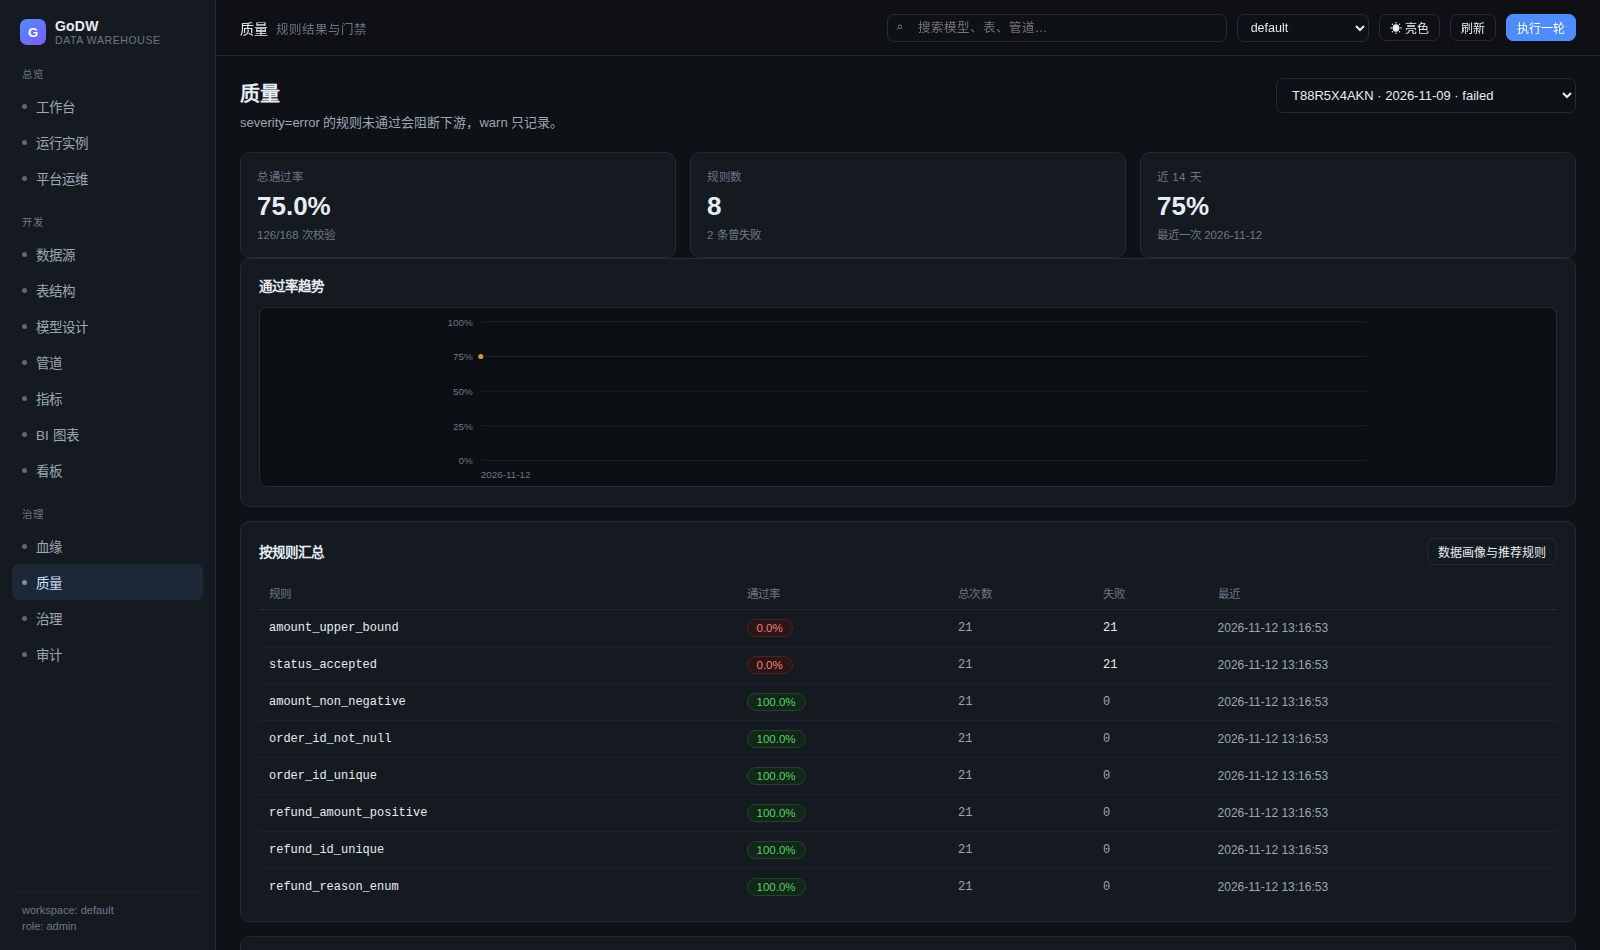 G GoDW
DATA WAREHOUSE
总览
工作台
运行实例
平台运维
开发
数据源
表结构
模型设计
管道
指标
BI 图表
看板
治理
血缘
质量
治理
审计
workspace: default
role: admin
质量 规则结果与门禁
搜索模型、表、管道…
default
亮色
刷新
执行一轮
质量
severity=error 的规则未通过会阻断下游，warn 只记录。
T88R5X4AKN · 2026-11-09 · failed
总通过率
75.0%
126/168 次校验
规则数
8
2 条曾失败
近 14 天
75%
最近一次 2026-11-12
通过率趋势
100%
75%
50%
25%
0%
2026-11-12
按规则汇总
数据画像与推荐规则
规则 通过率 总次数 失败 最近
amount_upper_bound 0.0% 21 21 2026-11-12 13:16:53
status_accepted 0.0% 21 21 2026-11-12 13:16:53
amount_non_negative 100.0% 21 0 2026-11-12 13:16:53
order_id_not_null 100.0% 21 0 2026-11-12 13:16:53
order_id_unique 100.0% 21 0 2026-11-12 13:16:53
refund_amount_positive 100.0% 21 0 2026-11-12 13:16:53
refund_id_unique 100.0% 21 0 2026-11-12 13:16:53
refund_reason_enum 100.0% 21 0 2026-11-12 13:16:53